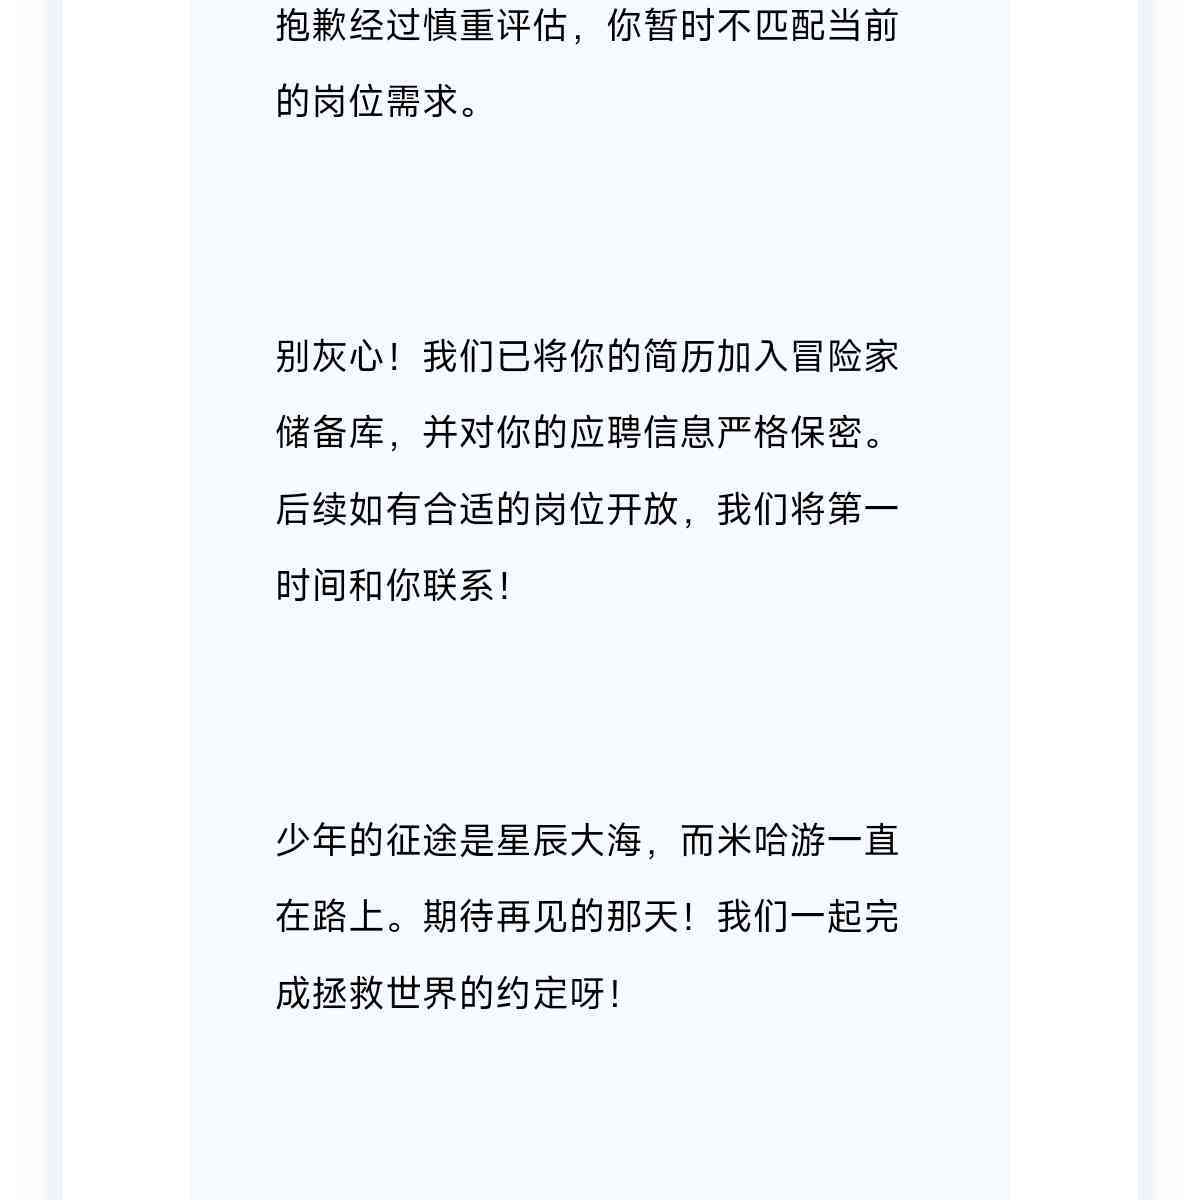 抱歉经过慎重评估，你暂时不匹配当前
的岗位需求。
别灰心！我们已将你的简历加入冒险家
储备库，并对你的应聘信息严格保密。
后续如有合适的岗位开放，我们将第一
时间和你联系！
少年的征途是星辰大海，而米哈游一直
在路上。期待再见的那天！我们一起完
成拯救世界的约定呀！